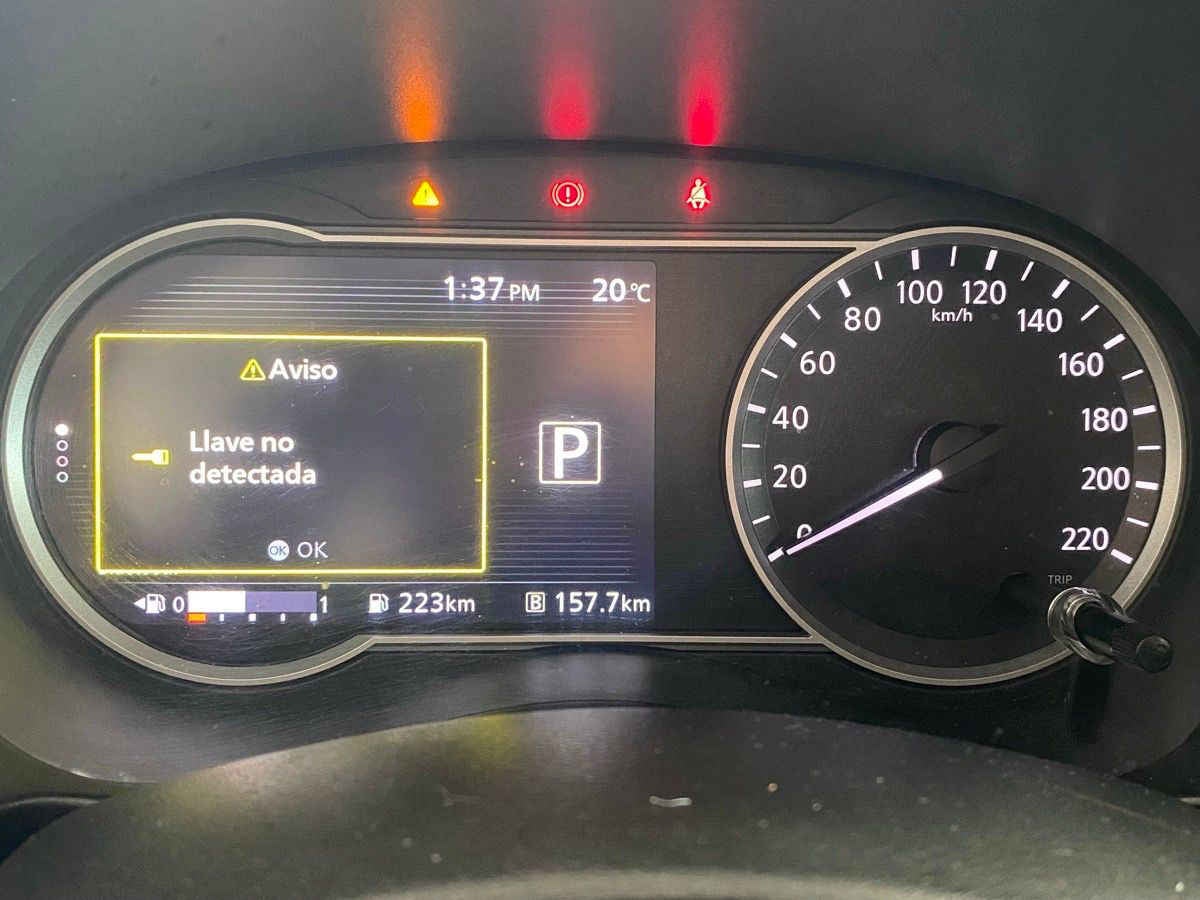 1:37 PM 20°C
Aviso
Llave no
detectada
OK OK
0 1 223km B 157.7km
P
0
20
40
60
80
100
120
140
160
180
200
220
km/h
TRIP